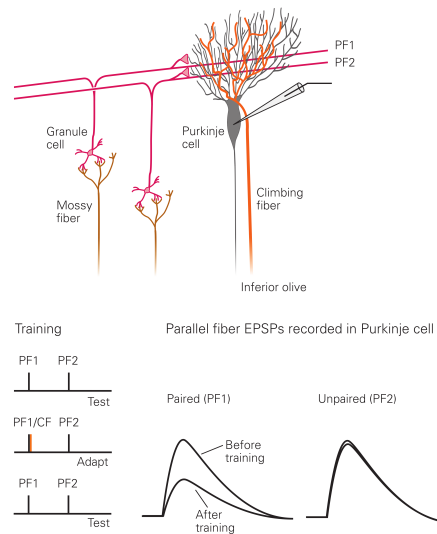 PF1
PF2
Granule
cell
Purkinje
cell
Mossy
fiber
Climbing
fiber
Inferior olive
Training
Parallel fiber EPSPs recorded in Purkinje cell
PF1 PF2
Test
PF1/CF PF2
Adapt
PF1 PF2
Test
Paired (PF1)
Before
training
After
training
Unpaired (PF2)